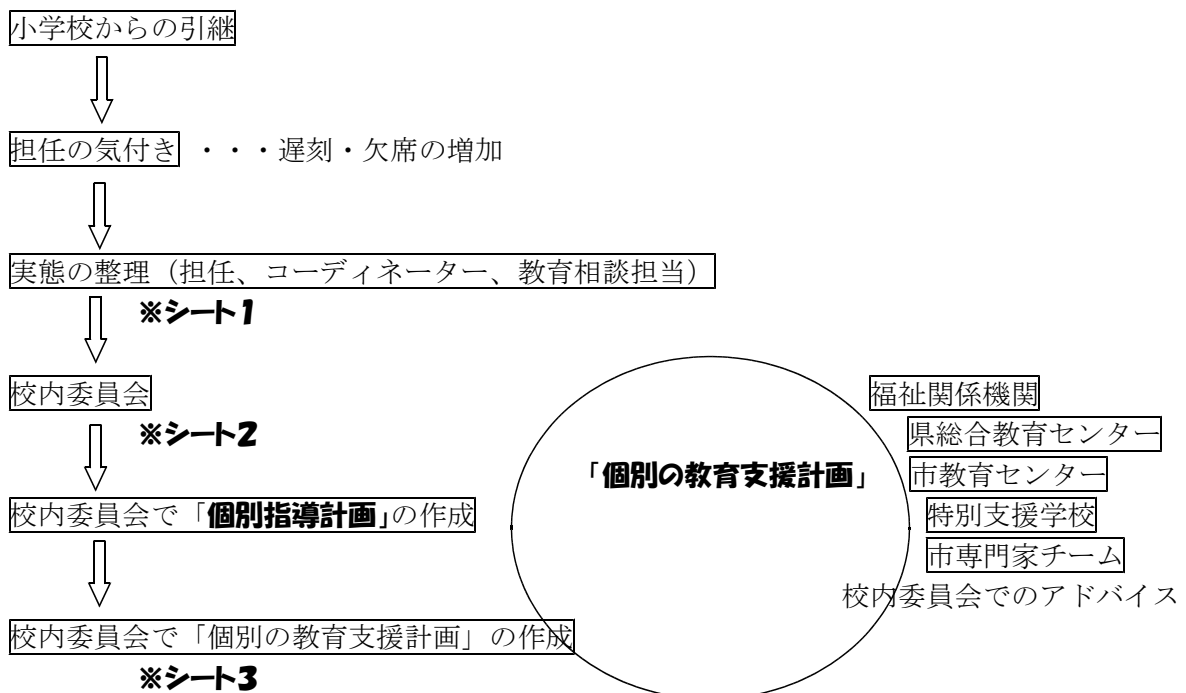 小学校からの引継
担任の気付き ・・・遅刻・欠席の増加
実態の整理（担任、コーディネーター、教育相談担当）
※シート1
校内委員会
※シート2
校内委員会で「個別指導計画」の作成
校内委員会で「個別の教育支援計画」の作成
※シート3
「個別の教育支援計画」
福祉関係機関
県総合教育センター
市教育センター
特別支援学校
市専門家チーム
校内委員会でのアドバイス